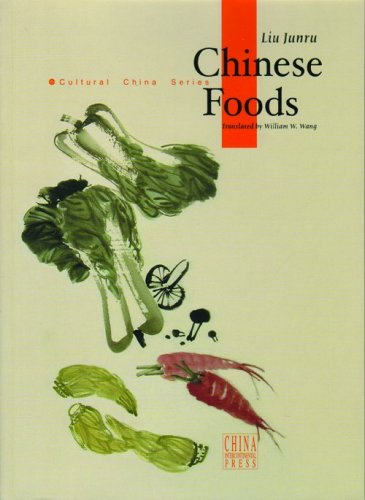 Liu Junru
Cultural China Series
Chinese
Foods
Translated by William W. Wang
CHINA
INTERCONTINENTAL
PRESS